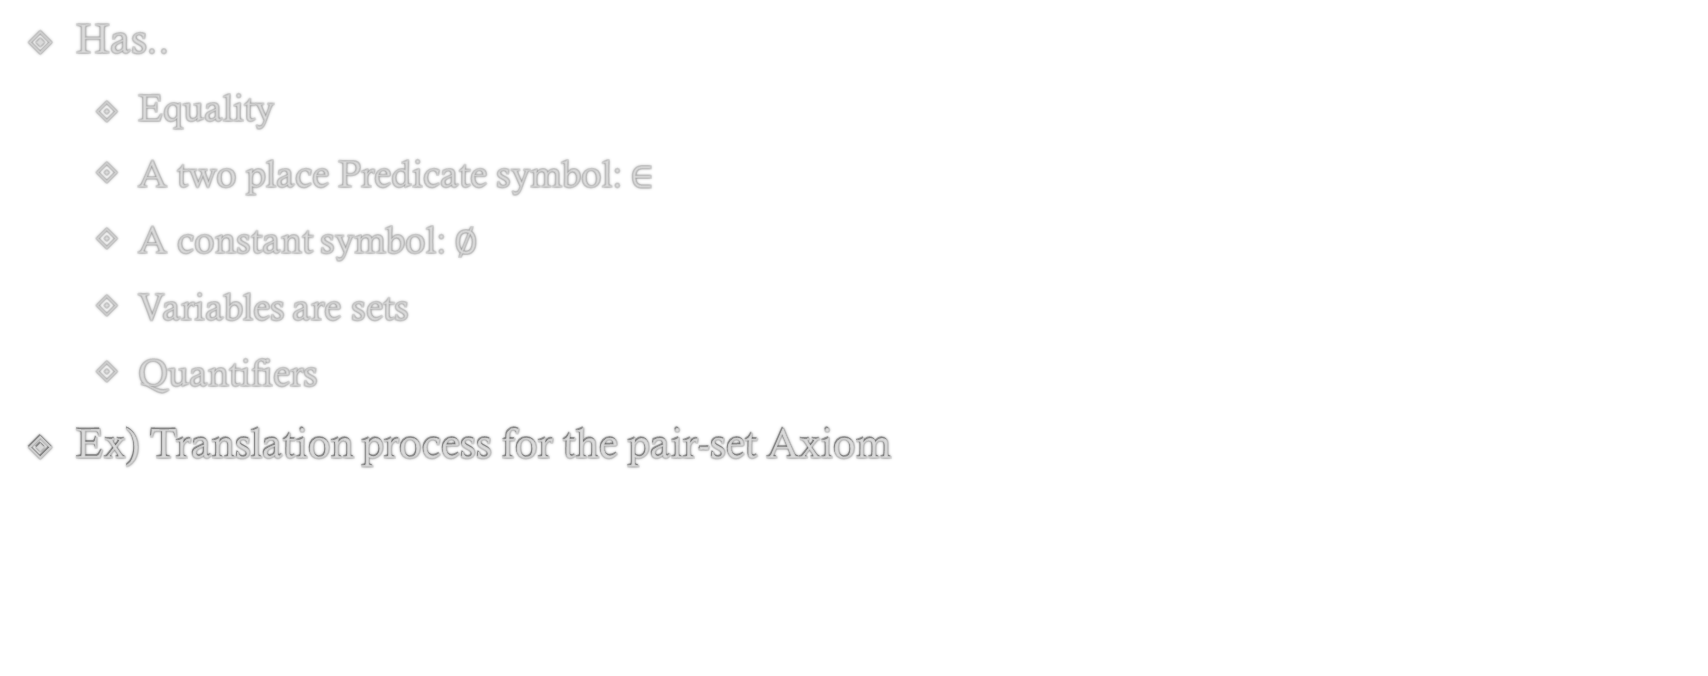 Has..
Equality
A two place Predicate symbol: ∈
A constant symbol: ∅
Variables are sets
Quantifiers
Ex) Translation process for the pair-set Axiom